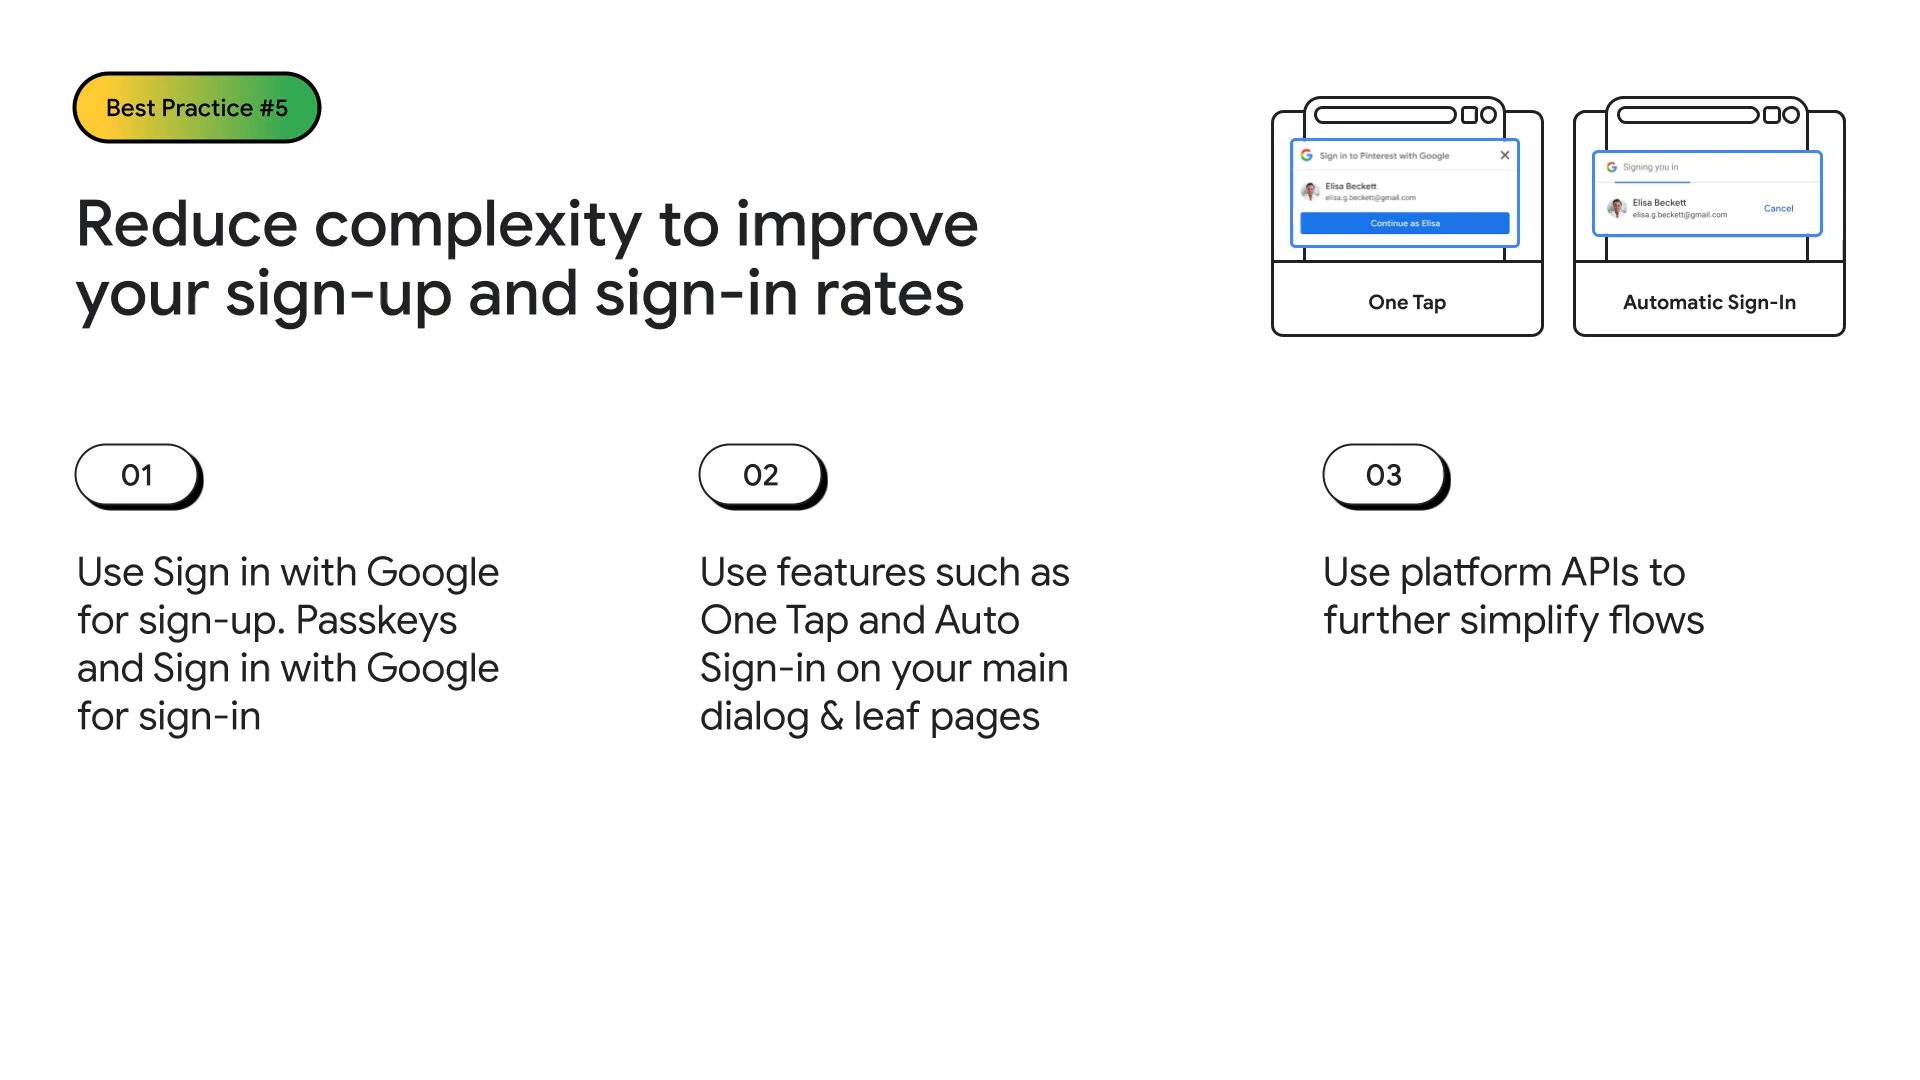 Best Practice #5
Reduce complexity to improve
your sign-up and sign-in rates
Sign in to Pinterest with Google
Elisa Beckett
elisa.g.beckett@gmail.com
Continue as Elisa
One Tap
Signing you in
Elisa Beckett
elisa.g.beckett@gmail.com
Cancel
Automatic Sign-In
01
Use Sign in with Google
for sign-up. Passkeys
and Sign in with Google
for sign-in
02
Use features such as
One Tap and Auto
Sign-in on your main
dialog & leaf pages
03
Use platform APIs to
further simplify flows